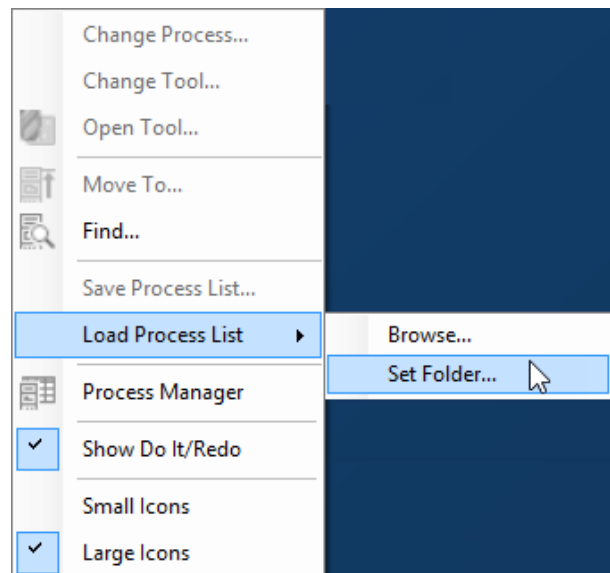 Change Process...
Change Tool...
Open Tool...
Move To...
Find...
Save Process List...
Load Process List
Browse...
Set Folder...
Process Manager
Show Do It/Redo
Small Icons
Large Icons